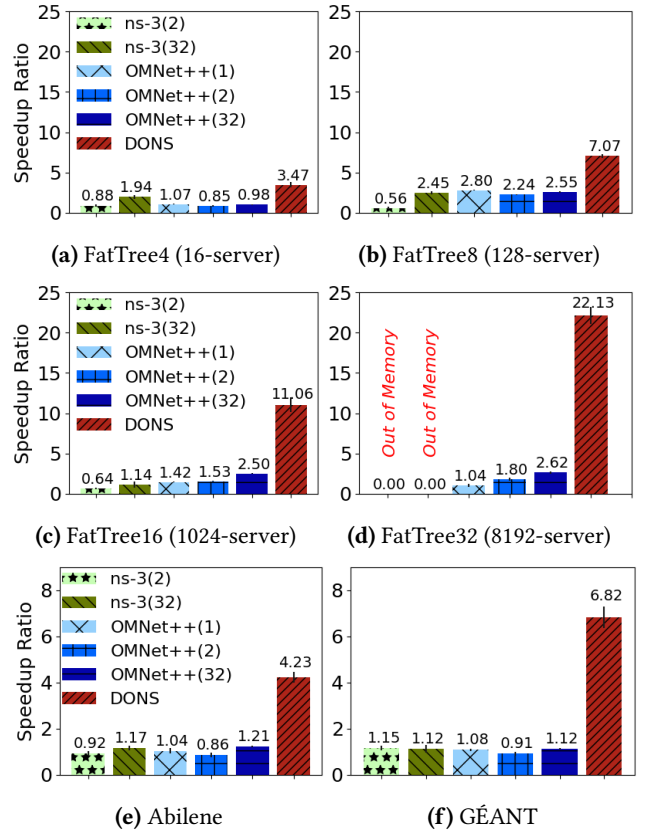 25
20
15
10
5
0
Speedup Ratio
ns-3(2)
ns-3(32)
OMNet++(1)
OMNet++(2)
OMNet++(32)
DONS
0.88
1.94
1.07
0.85
0.98
3.47
(a) FatTree4 (16-server)
25
20
15
10
5
0
0.56
2.45
2.80
2.24
2.55
7.07
(b) FatTree8 (128-server)
25
20
15
10
5
0
Speedup Ratio
ns-3(2)
ns-3(32)
OMNet++(1)
OMNet++(2)
OMNet++(32)
DONS
0.64
1.14
1.42
1.53
2.50
11.06
(c) FatTree16 (1024-server)
25
20
15
10
5
0
Out of Memory
Out of Memory
0.00
0.00
1.04
1.80
2.62
22.13
(d) FatTree32 (8192-server)
8
6
4
2
0
Speedup Ratio
ns-3(2)
ns-3(32)
OMNet++(1)
OMNet++(2)
OMNet++(32)
DONS
0.92
1.17
1.04
0.86
1.21
4.23
(e) Abilene
8
6
4
2
0
1.15
1.12
1.08
0.91
1.12
6.82
(f) GÉANT